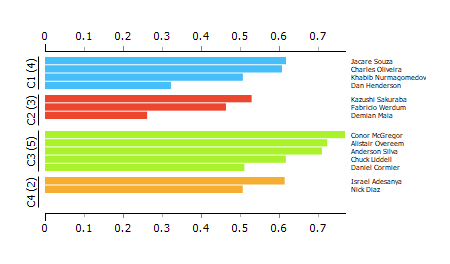 0 0.1 0.2 0.3 0.4 0.5 0.6 0.7
C1 (4)
Jacare Souza
Charles Oliveira
Khabib Nurmagomedov
Dan Henderson
C2 (3)
Kazushi Sakuraba
Fabricio Werdum
Demian Maia
C3 (5)
Conor McGregor
Alistair Overeem
Anderson Silva
Chuck Liddell
Daniel Cormier
C4 (2)
Israel Adesanya
Nick Diaz
0 0.1 0.2 0.3 0.4 0.5 0.6 0.7